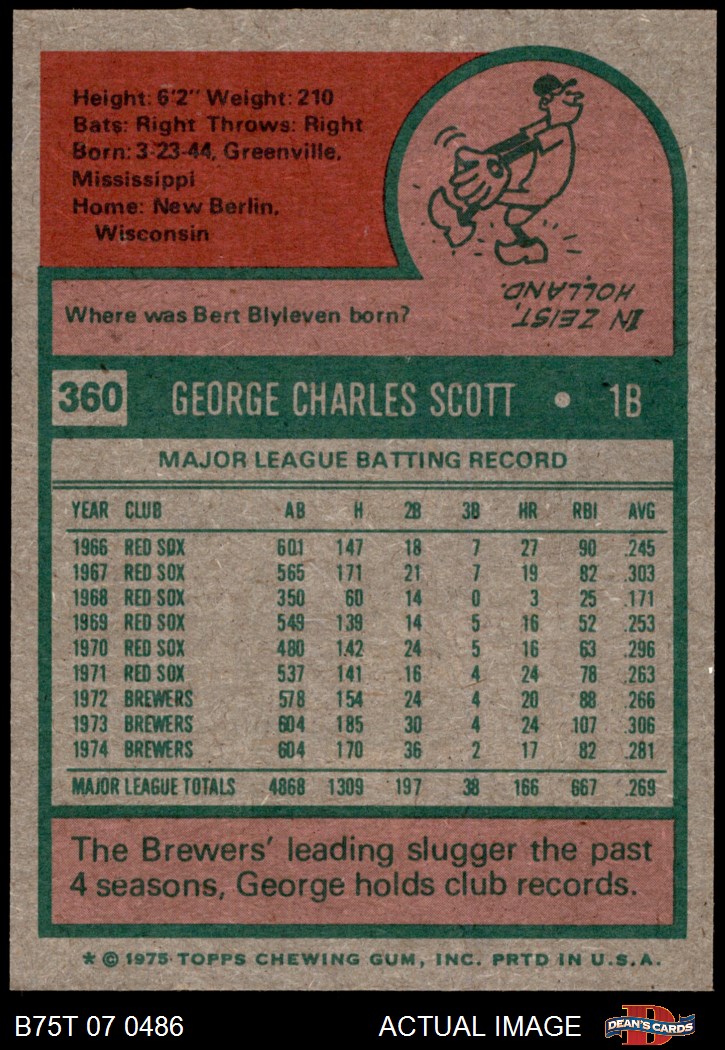 Height: 6'2" Weight: 210
Bats: Right Throws: Right
Born: 3-23-44, Greenville,
Mississippi
Home: New Berlin,
Wisconsin
Where was Bert Blyleven born?
IN ZEIST,
HOLLAND.
360 GEORGE CHARLES SCOTT • 1B
MAJOR LEAGUE BATTING RECORD
YEAR CLUB AB H 2B 3B HR RBI AVG
1966 RED SOX 601 147 18 7 27 90 .245
1967 RED SOX 565 171 21 7 19 82 .303
1968 RED SOX 350 60 14 0 3 25 .171
1969 RED SOX 549 139 14 5 16 52 .253
1970 RED SOX 480 142 24 5 16 63 .296
1971 RED SOX 537 141 16 4 24 78 .263
1972 BREWERS 578 154 24 4 20 88 .266
1973 BREWERS 604 185 30 4 24 107 .306
1974 BREWERS 604 170 36 2 17 82 .281
MAJOR LEAGUE TOTALS 4868 1309 197 38 166 667 .269
The Brewers' leading slugger the past
4 seasons, George holds club records.
* © 1975 TOPPS CHEWING GUM, INC. PRTD IN U.S.A.
B75T 07 0486 ACTUAL IMAGE
D
DEAN'S CARDS